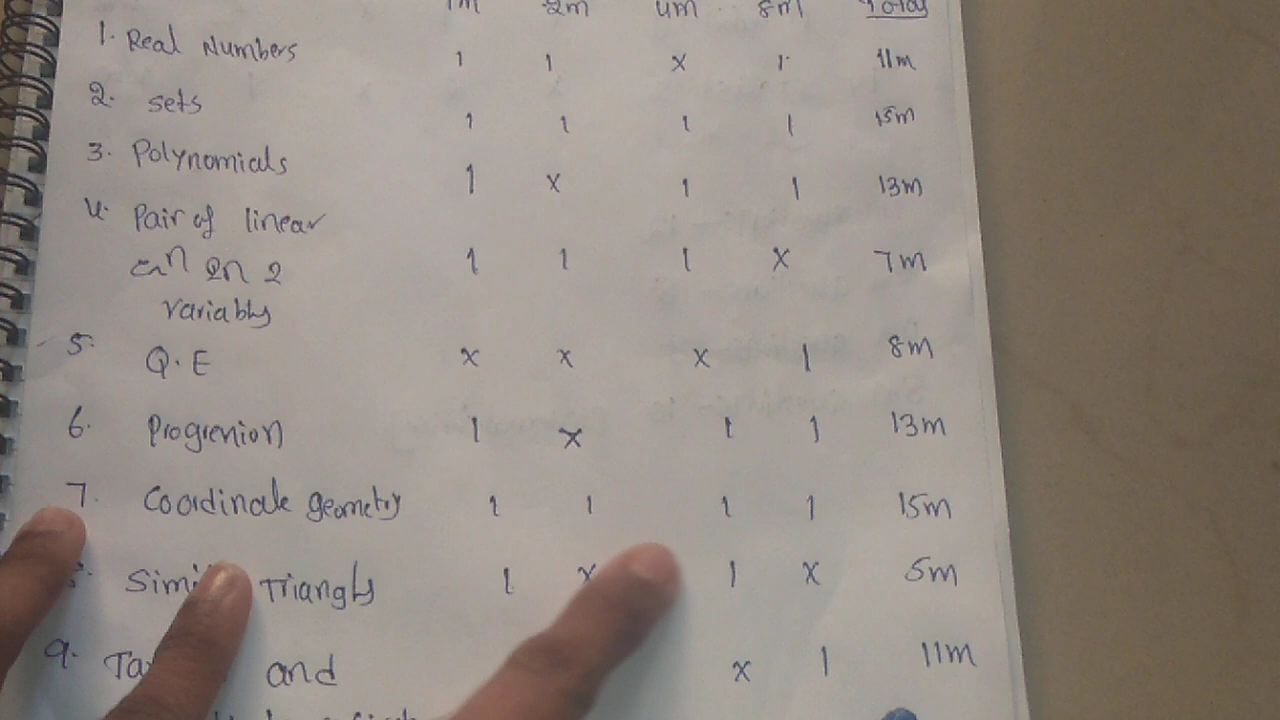 1m 2m 4m 8m Total
1. Real Numbers 1 1 x 1 11m
2. sets 1 1 1 1 15m
3. Polynomials 1 x 1 1 13m
4. Pair of linear 1 1 1 x 7m
in 2
variables
5. Q.E x x x 1 8m
6. Progression 1 x 1 1 13m
7. Coordinate geometry 1 1 1 1 15m
Triangls 1 x 1 x 5m
9. and x 1 11m